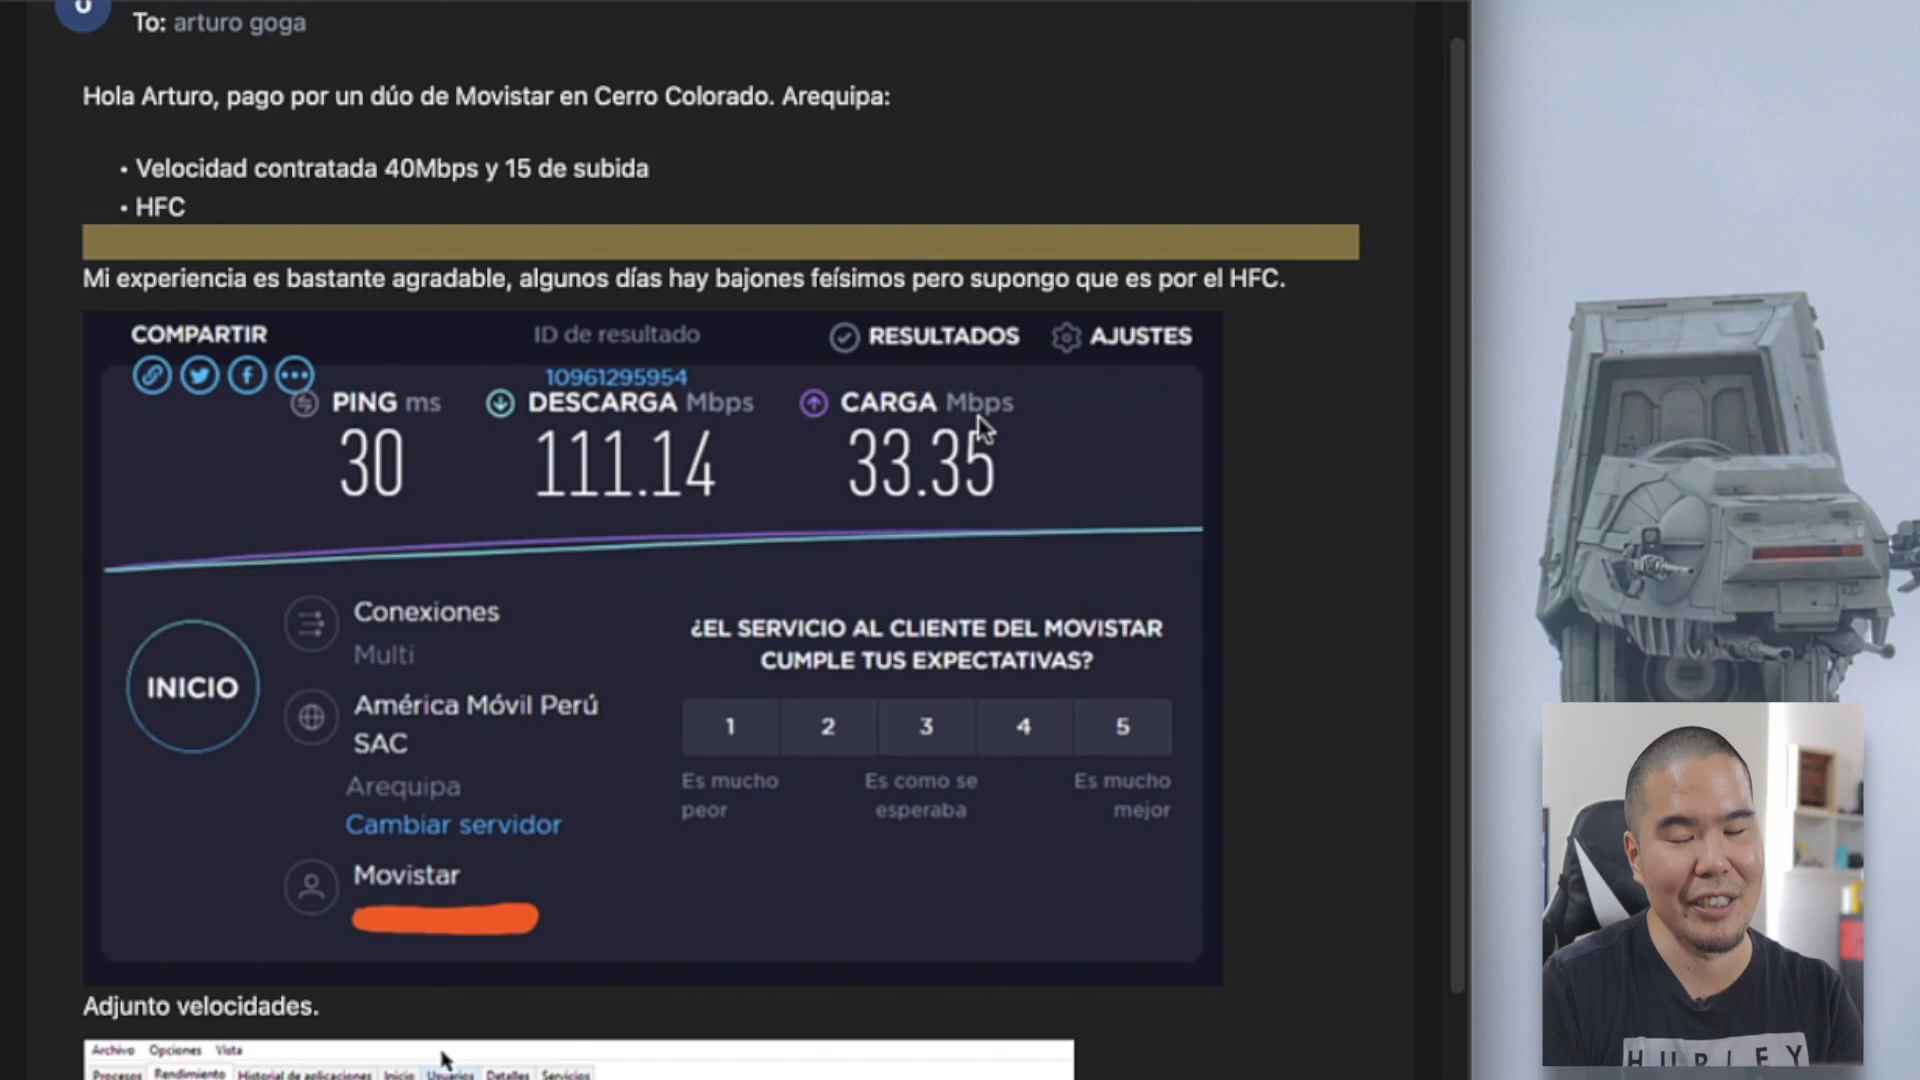 To: arturo goga
Hola Arturo, pago por un dúo de Movistar en Cerro Colorado. Arequipa:
• Velocidad contratada 40Mbps y 15 de subida
• HFC
Mi experiencia es bastante agradable, algunos días hay bajones feísimos pero supongo que es por el HFC.
COMPARTIR
ID de resultado
10961295954
RESULTADOS
AJUSTES
PING ms
30
DESCARGA Mbps
111.14
CARGA Mbps
33.35
INICIO
Conexiones
Multi
América Móvil Perú
SAC
Arequipa
Cambiar servidor
Movistar
¿EL SERVICIO AL CLIENTE DEL MOVISTAR
CUMPLE TUS EXPECTATIVAS?
1 2 3 4 5
Es mucho
peor
Es como se
esperaba
Es mucho
mejor
Adjunto velocidades.
Archivo Opciones Vista
Procesos Rendimiento Historial de aplicaciones Inicio Usuarios Detalles Servicios
HURLEY